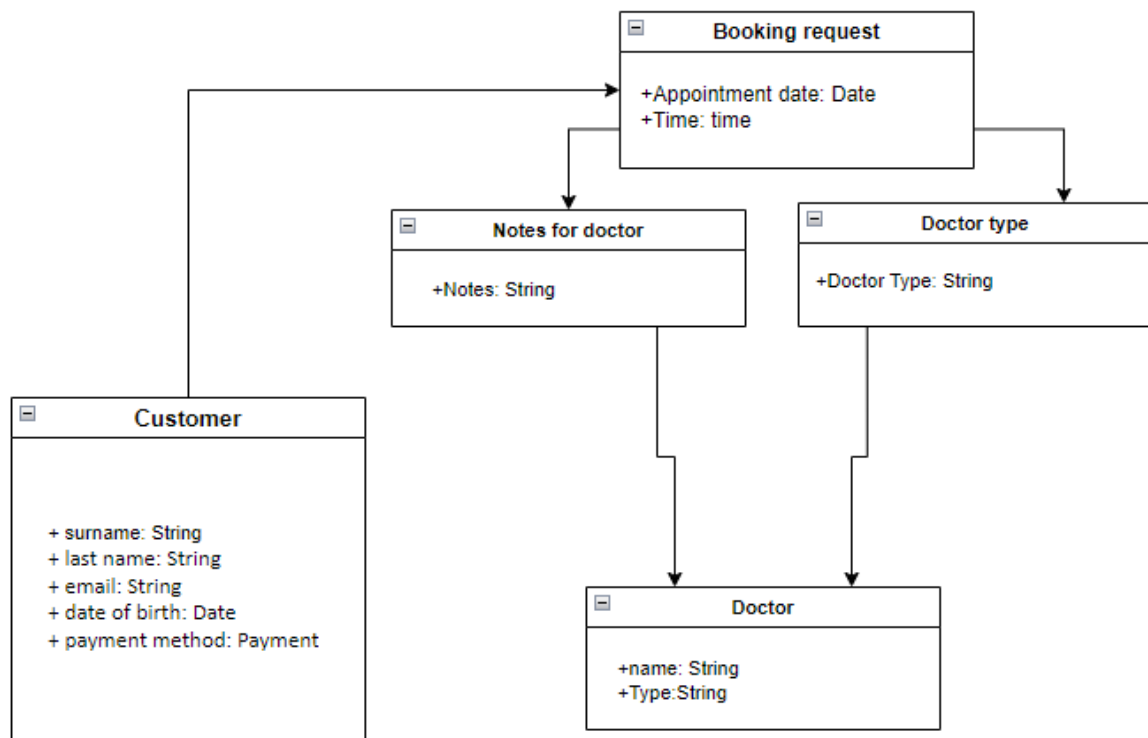 Booking request
+Appointment date: Date
+Time: time
Notes for doctor
+Notes: String
Doctor type
+Doctor Type: String
Customer
+ surname: String
+ last name: String
+ email: String
+ date of birth: Date
+ payment method: Payment
Doctor
+name: String
+Type:String